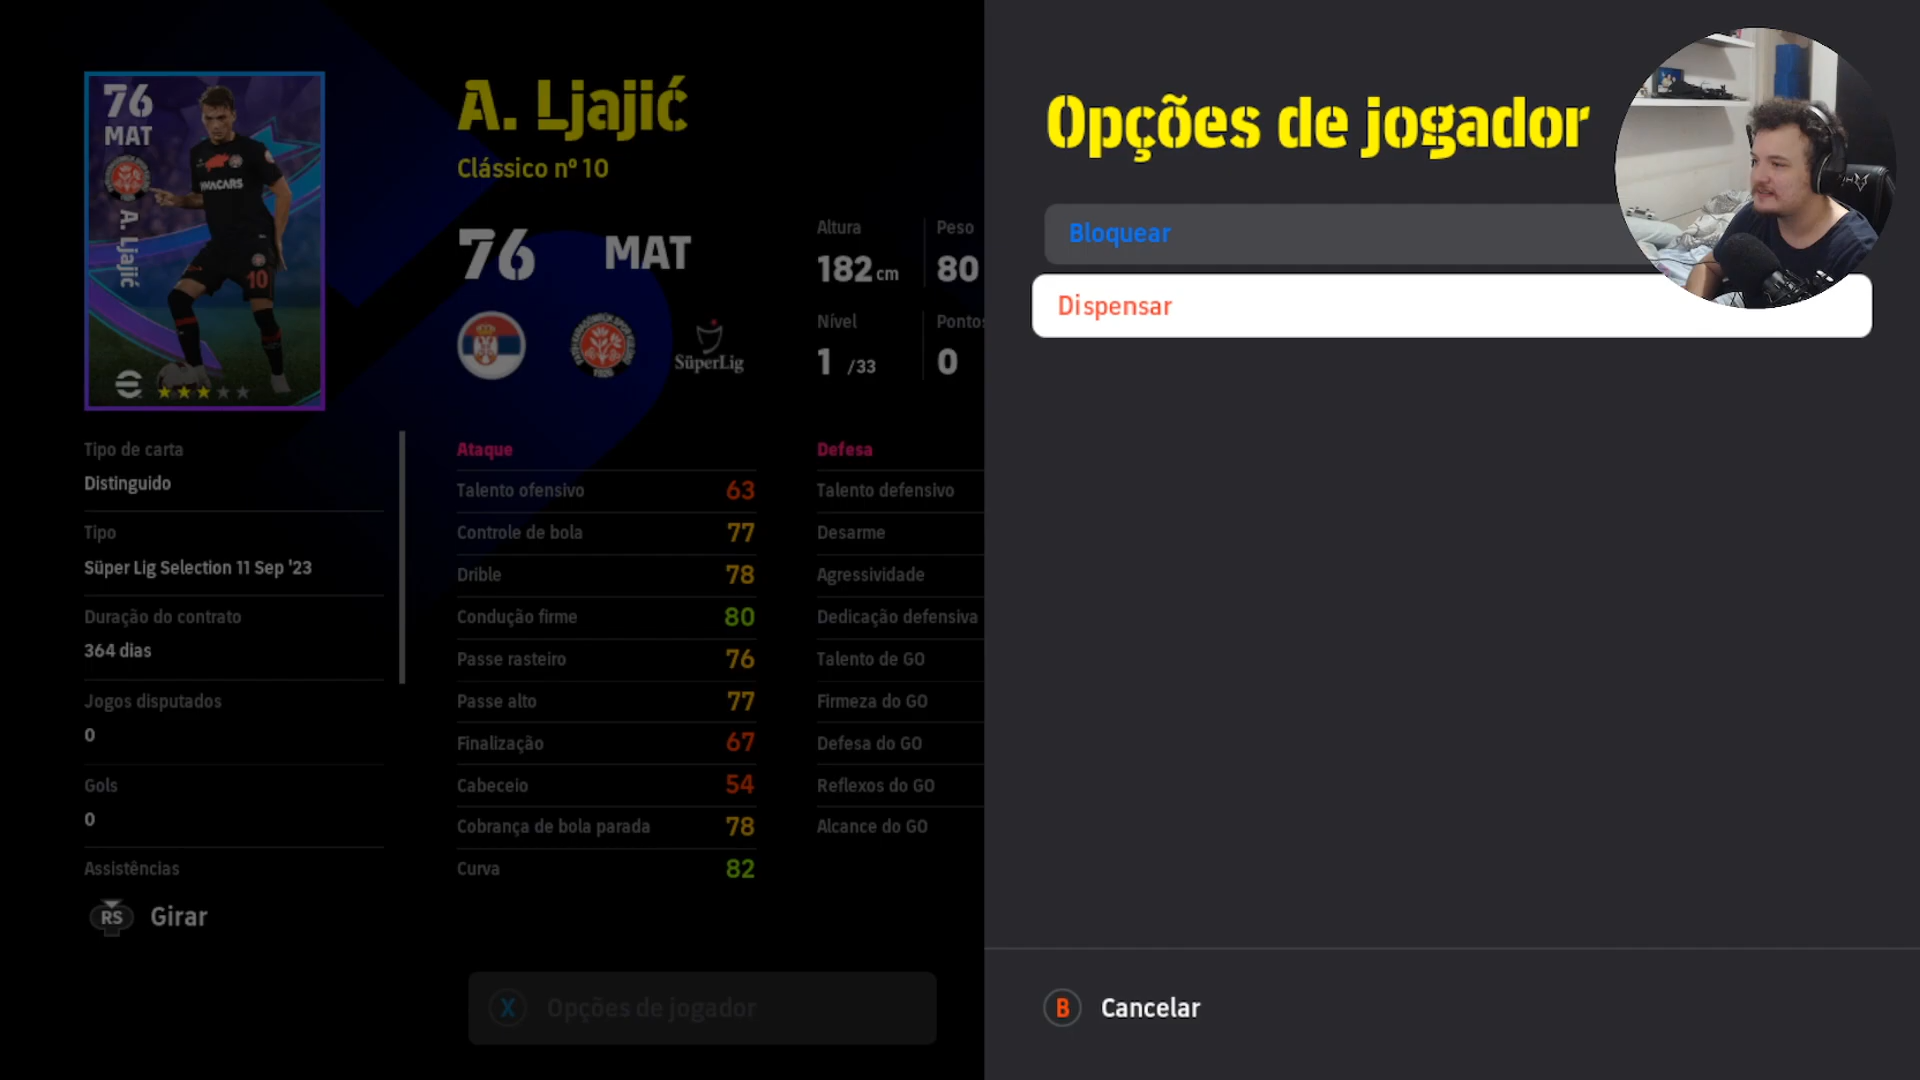 76
MAT
A. Ljajić
VAVACARS
10
A. Ljajić
Clássico nº 10
76 MAT
Altura
182 cm
Peso
80
SüperLig
1926
Nível
1 /33
Pontos
0
Tipo de carta
Distinguido
Tipo
Süper Lig Selection 11 Sep '23
Duração do contrato
364 dias
Jogos disputados
0
Gols
0
Assistências
RS Girar
Ataque
Talento ofensivo 63
Controle de bola 77
Drible 78
Condução firme 80
Passe rasteiro 76
Passe alto 77
Finalização 67
Cabeceio 54
Cobrança de bola parada 78
Curva 82
Defesa
Talento defensivo
Desarme
Agressividade
Dedicação defensiva
Talento de GO
Firmeza do GO
Defesa do GO
Reflexos do GO
Alcance do GO
X Opções de jogador
Opções de jogador
Bloquear
Dispensar
B Cancelar